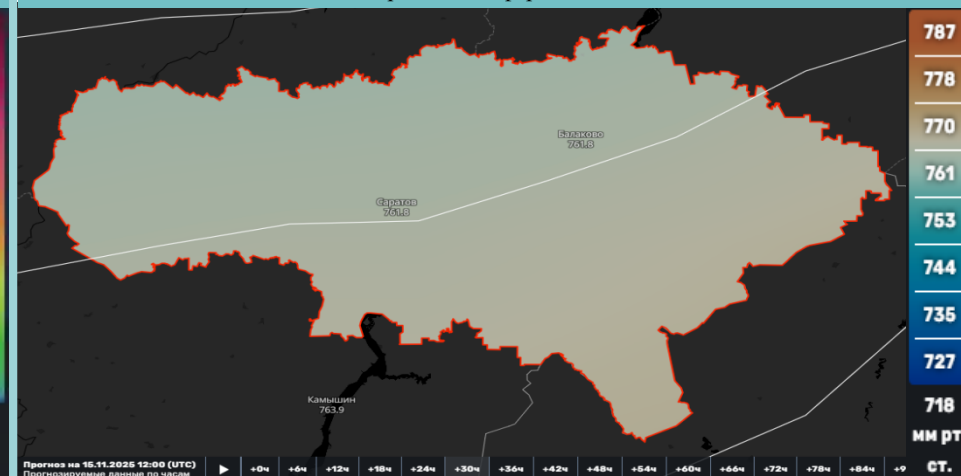 787
778
770
761
753
744
735
727
718
мм рт
ст.
Балаково
761.8
Саратов
761.8
Камышин
763.9
Прогноз на 15.11.2025 12:00 (UTC)
Прогнозируемые данные по часам
+0ч +6ч +12ч +18ч +24ч +30ч +36ч +42ч +48ч +54ч +60ч +66ч +72ч +78ч +84ч +9